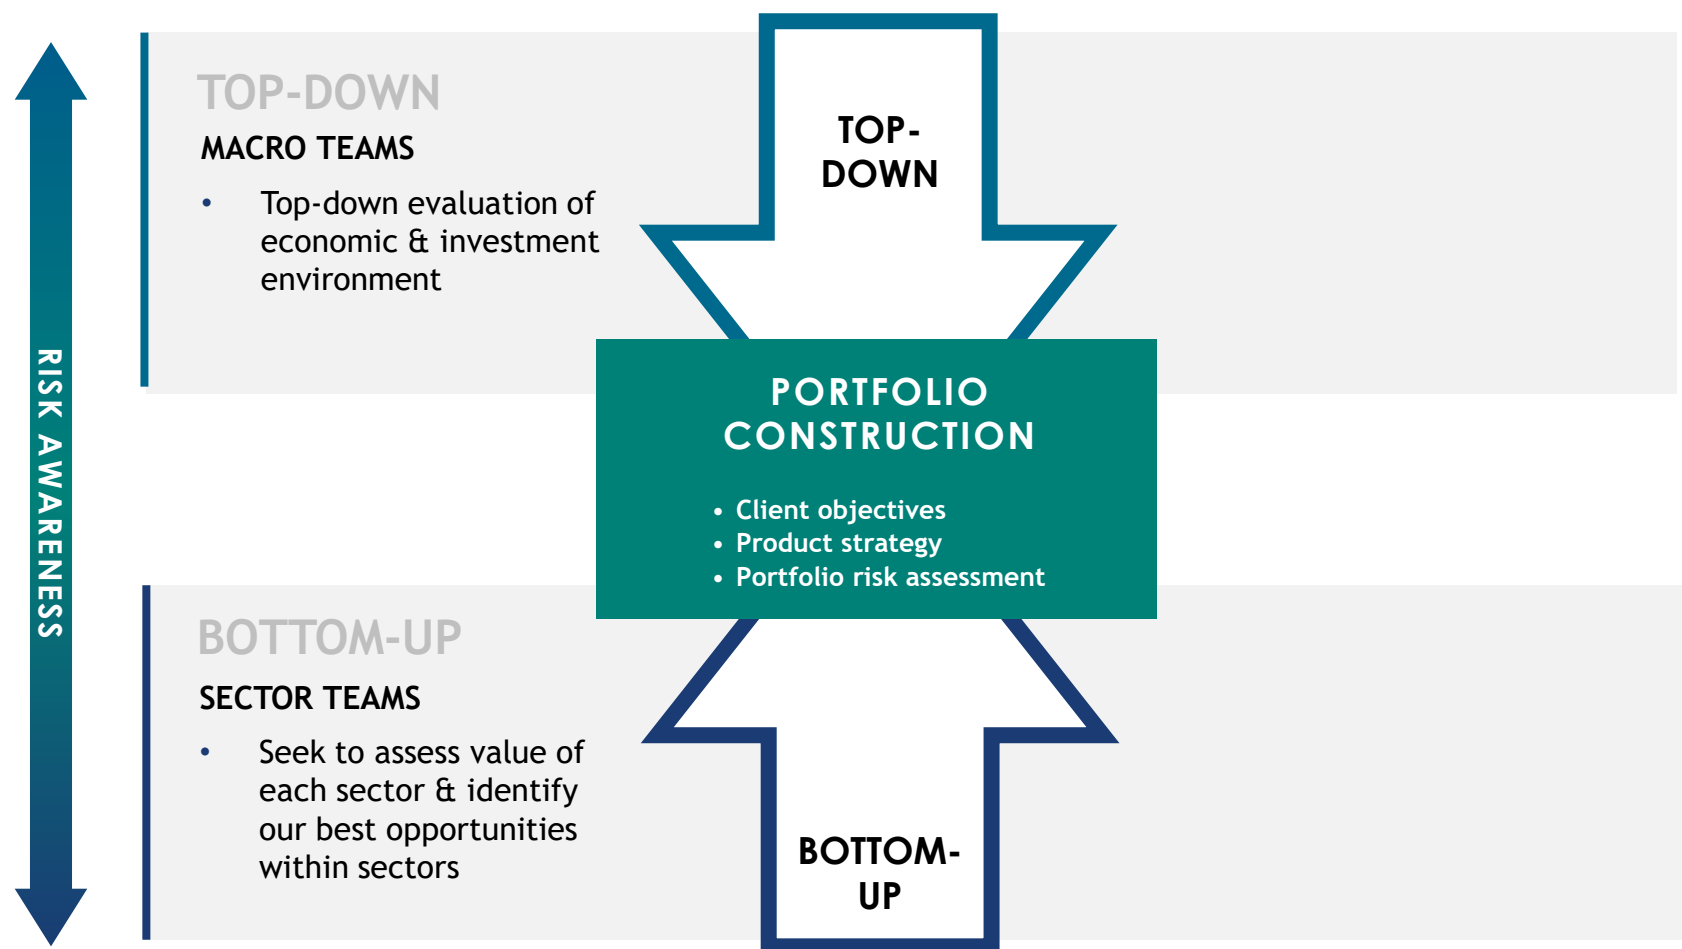 RISK AWARENESS
TOP-DOWN
MACRO TEAMS
• Top-down evaluation of
economic & investment
environment
TOP-
DOWN
PORTFOLIO
CONSTRUCTION
• Client objectives
• Product strategy
• Portfolio risk assessment
BOTTOM-UP
SECTOR TEAMS
• Seek to assess value of
each sector & identify
our best opportunities
within sectors
BOTTOM-
UP